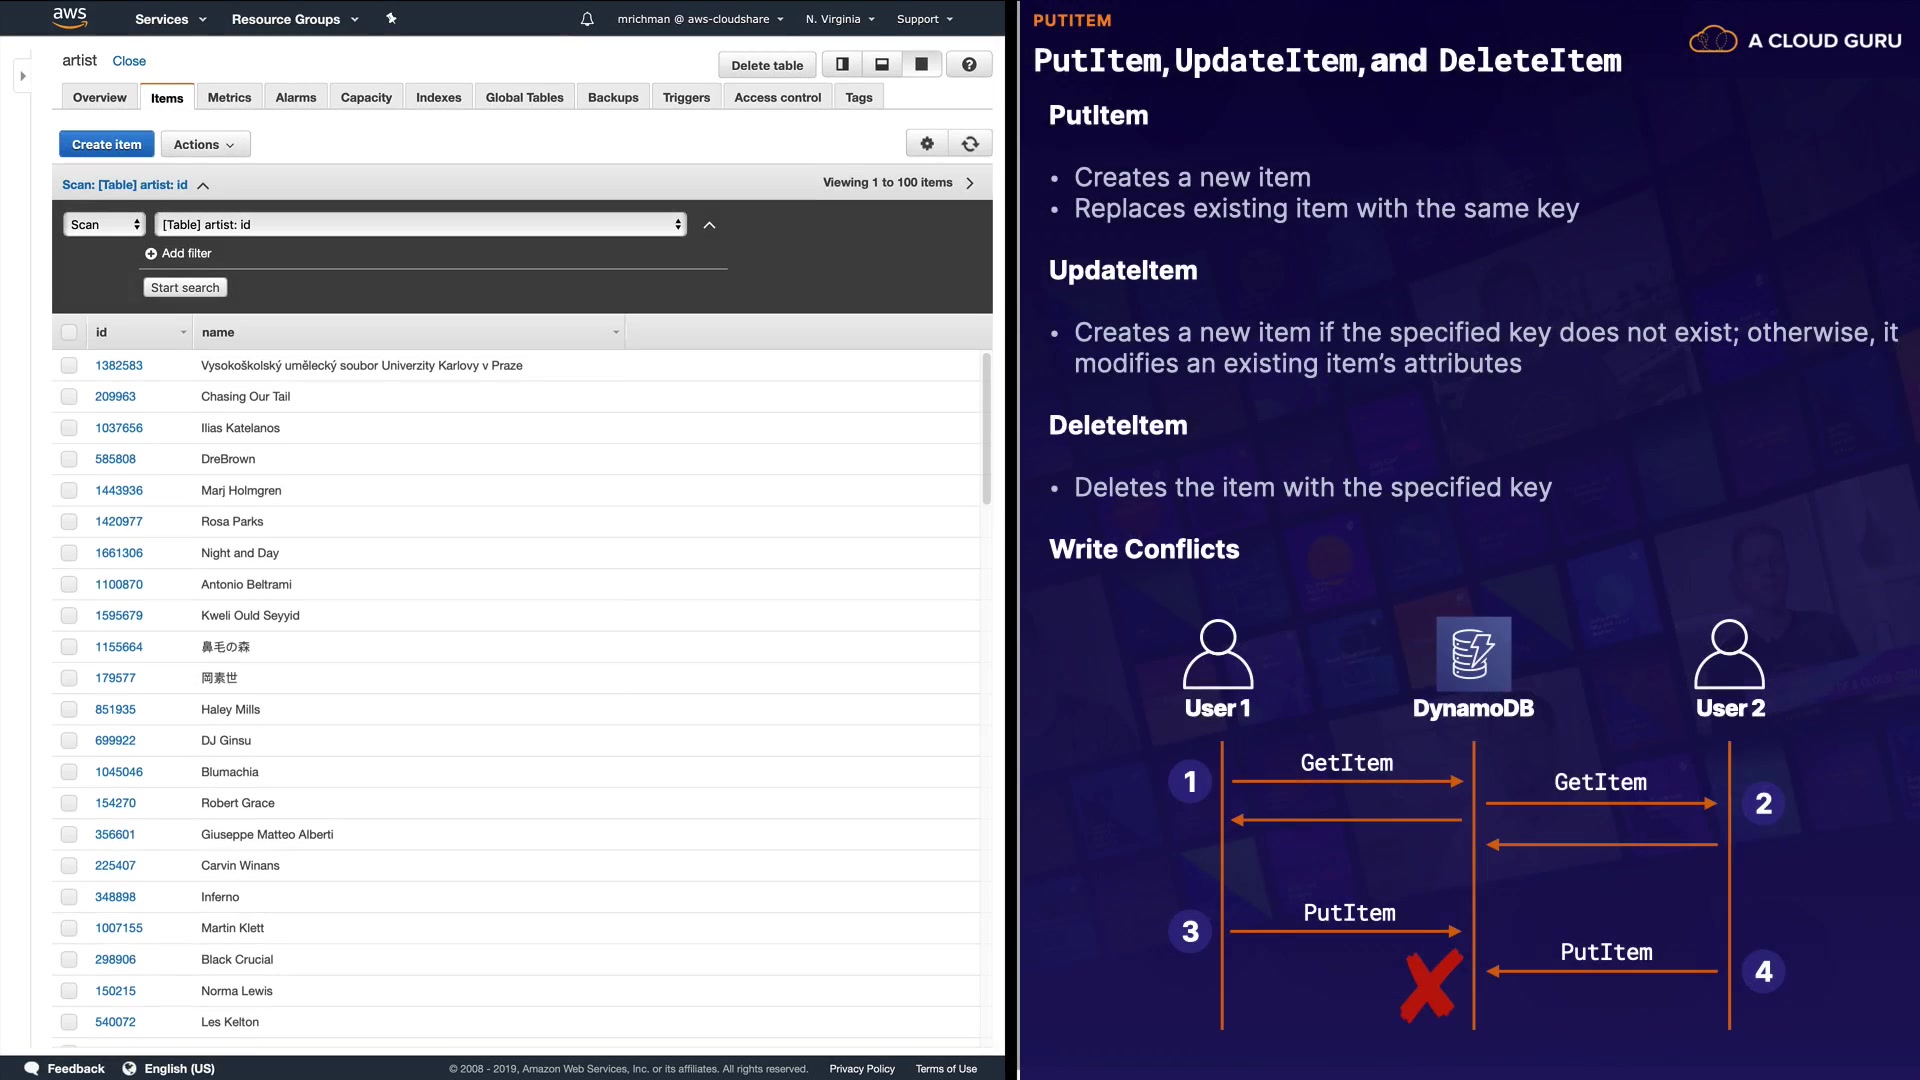 aws
Services
Resource Groups
mrichman @ aws-cloudshare
N. Virginia
Support
artist
Close
Delete table
Overview
Items
Metrics
Alarms
Capacity
Indexes
Global Tables
Backups
Triggers
Access control
Tags
Create item
Actions
Scan: [Table] artist: id
Viewing 1 to 100 items
Scan
[Table] artist: id
Add filter
Start search
id
name
1382583 Vysokoškolský umělecký soubor Univerzity Karlovy v Praze
209963 Chasing Our Tail
1037656 Ilias Katelanos
585808 DreBrown
1443936 Marj Holmgren
1420977 Rosa Parks
1661306 Night and Day
1100870 Antonio Beltrami
1595679 Kweli Ould Seyyid
1155664 鼻毛の森
179577 岡素世
851935 Haley Mills
699922 DJ Ginsu
1045046 Blumachia
154270 Robert Grace
356601 Giuseppe Matteo Alberti
225407 Carvin Winans
348898 Inferno
1007155 Martin Klett
298906 Black Crucial
150215 Norma Lewis
540072 Les Kelton
Feedback
English (US)
© 2008 - 2019, Amazon Web Services, Inc. or its affiliates. All rights reserved.
Privacy Policy
Terms of Use
PUTITEM
A CLOUD GURU
PutItem, UpdateItem, and DeleteItem
PutItem
• Creates a new item
• Replaces existing item with the same key
UpdateItem
• Creates a new item if the specified key does not exist; otherwise, it
modifies an existing item’s attributes
DeleteItem
• Deletes the item with the specified key
Write Conflicts
User 1
DynamoDB
User 2
1
GetItem
GetItem
2
3
PutItem
PutItem
4